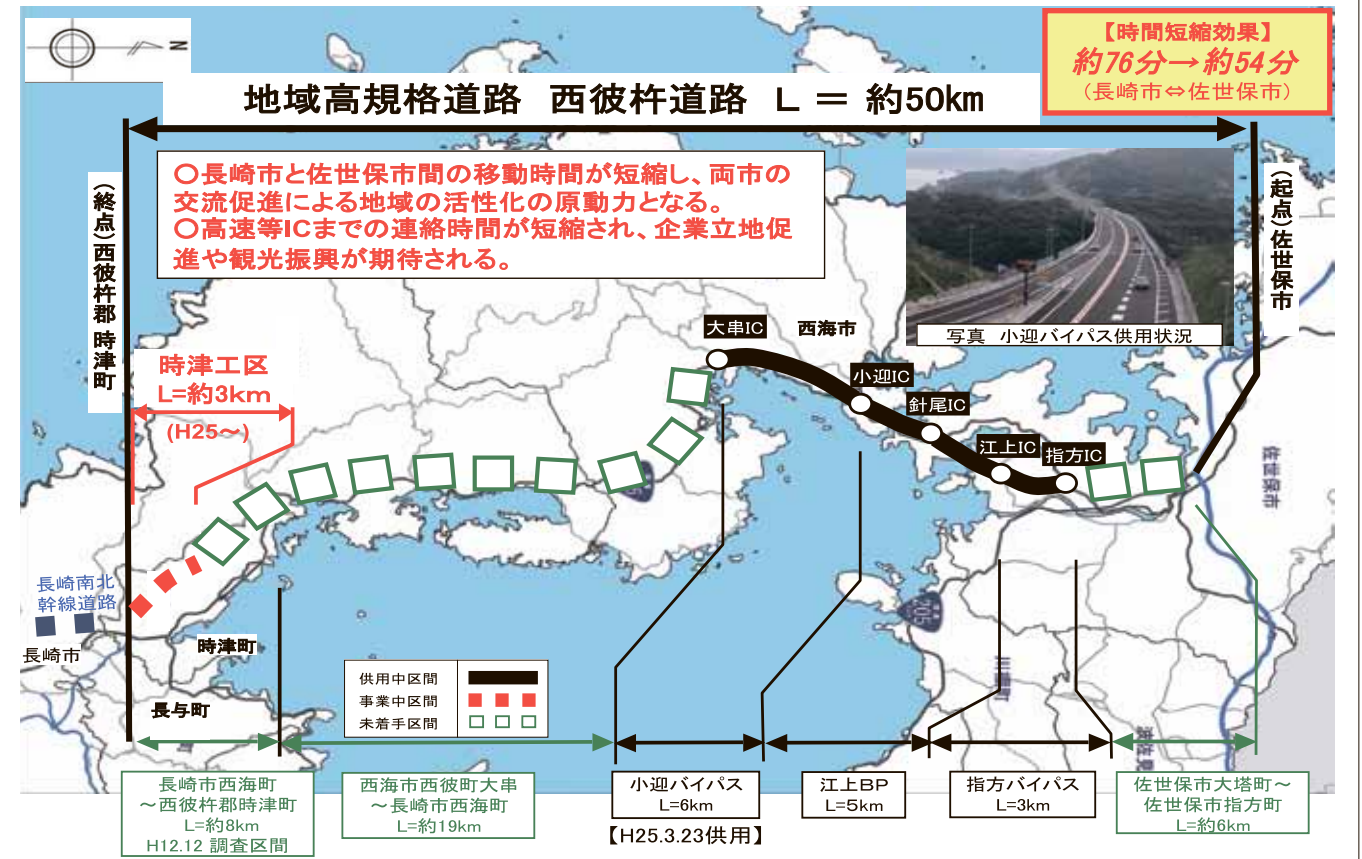 N
【時間短縮効果】
約76分→約54分
(長崎市⇔佐世保市)
地域高規格道路 西彼杵道路 L = 約50km
○長崎市と佐世保市間の移動時間が短縮し、両市の
交流促進による地域の活性化の原動力となる。
○高速等ICまでの連絡時間が短縮され、企業立地促
進や観光振興が期待される。
(終点)西彼杵郡 時津町
(起点)佐世保市
写真 小迎バイパス供用状況
大串IC
西海市
小迎IC
針尾IC
江上IC
指方IC
時津工区
L=約3km
(H25～)
佐世保市
長崎南北
幹線道路
長崎市
時津町
長与町
川棚町
波佐見
供用中区間
事業中区間
未着手区間
長崎市西海町
～西彼杵郡時津町
L=約8km
H12.12 調査区間
西海市西彼町大串
～長崎市西海町
L=約19km
小迎バイパス
L=6km
【H25.3.23供用】
江上BP
L=5km
指方バイパス
L=3km
佐世保市大塔町～
佐世保市指方町
L=約6km